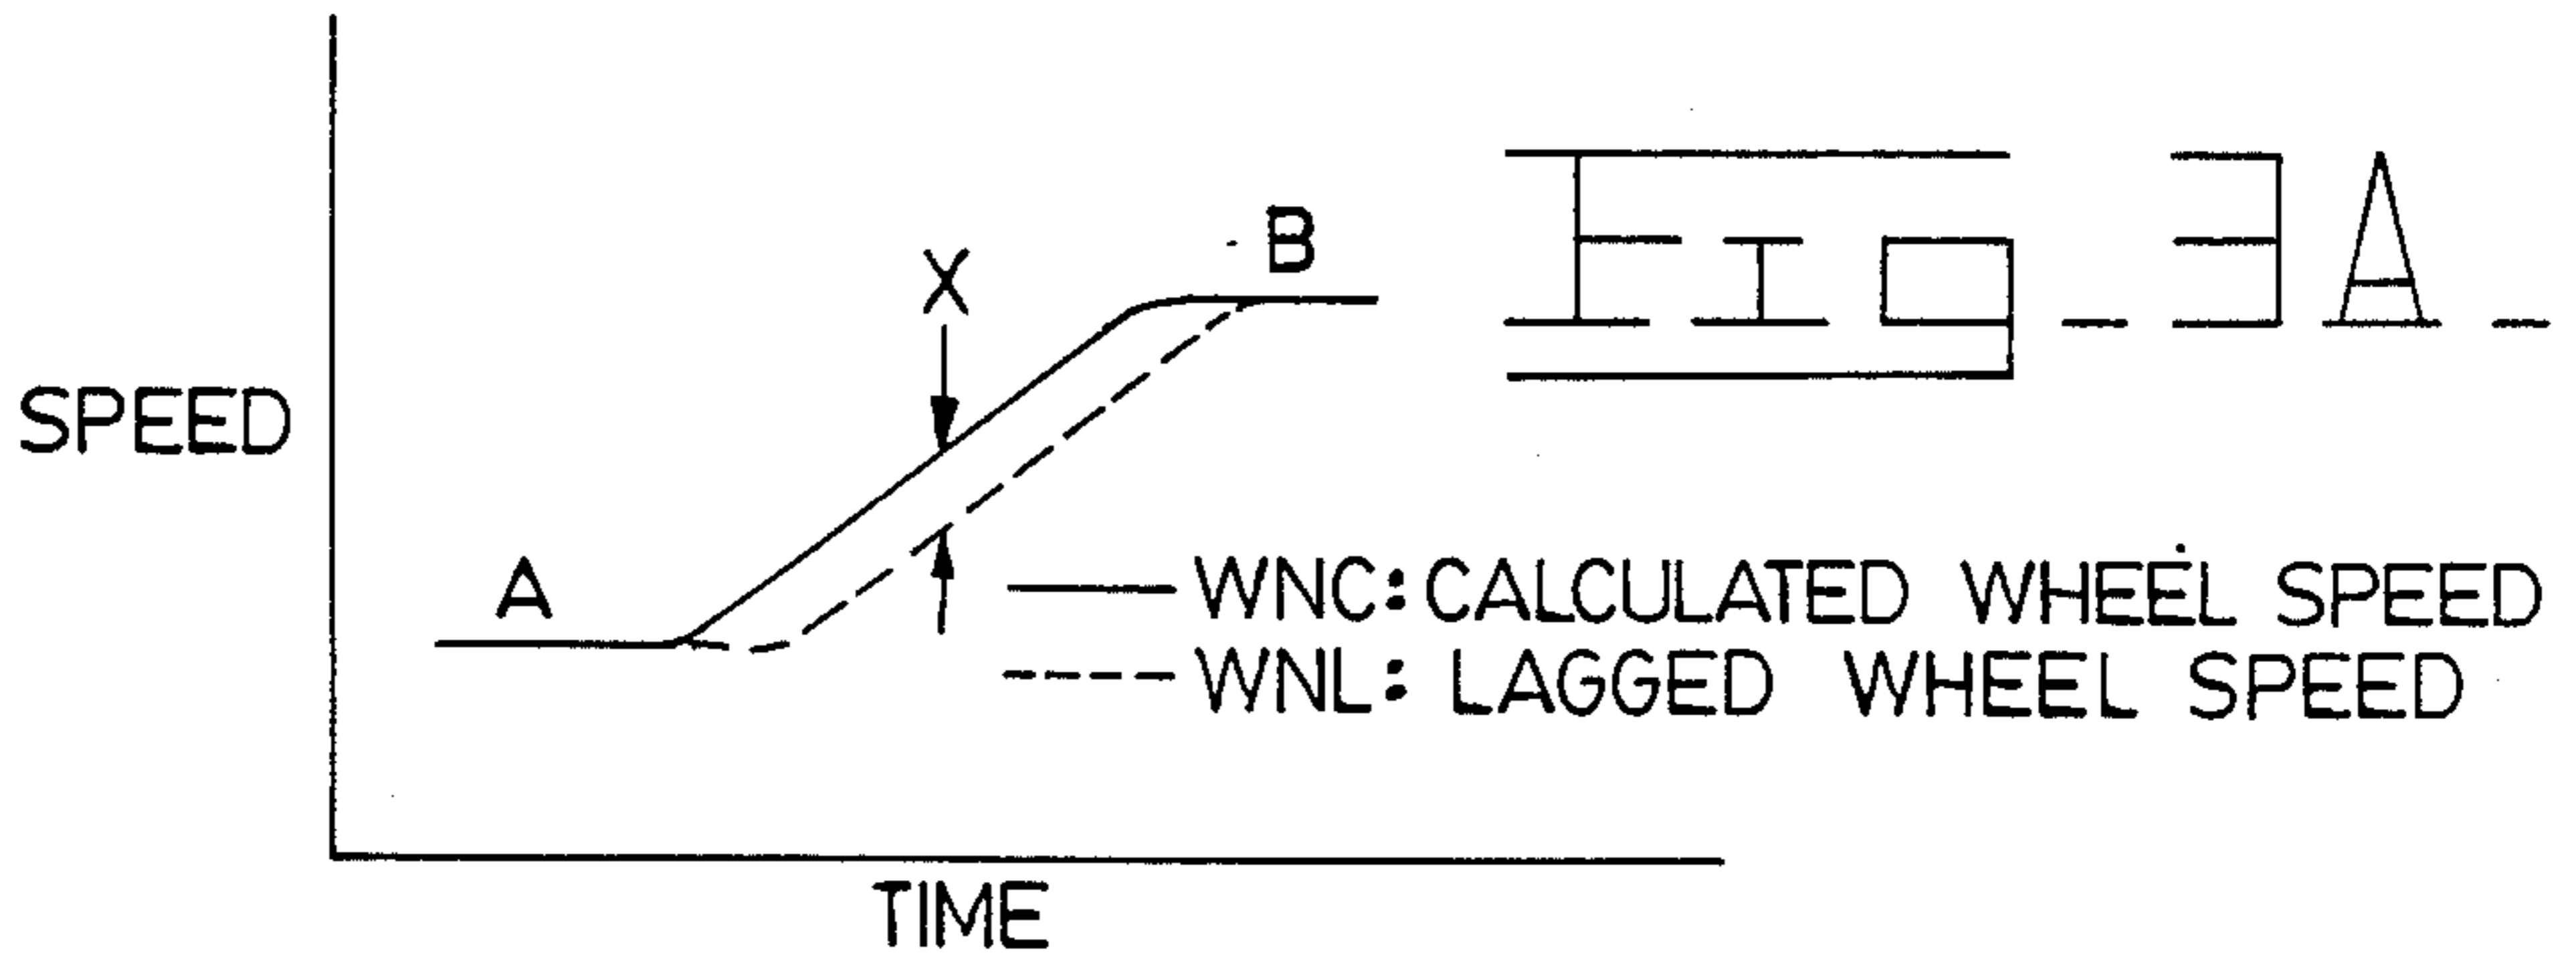 Fig. 3A.
B
X
SPEED
A
WNC: CALCULATED WHEEL SPEED
WNL: LAGGED WHEEL SPEED
TIME